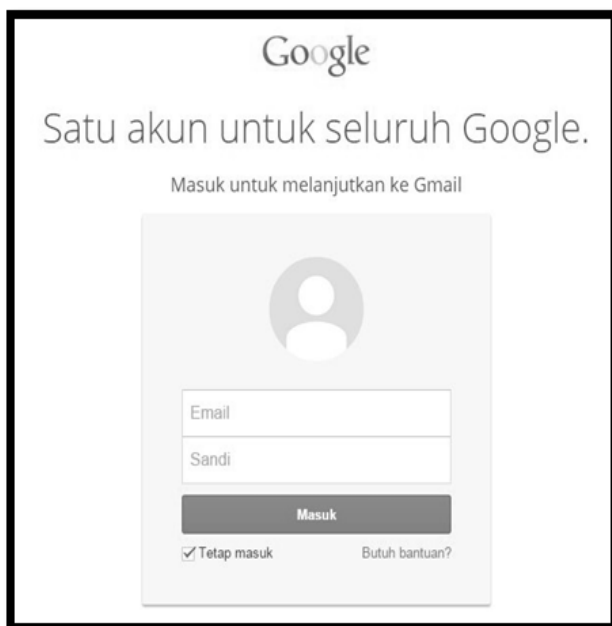 Google
Satu akun untuk seluruh Google.
Masuk untuk melanjutkan ke Gmail
Email
Sandi
Masuk
Tetap masuk
Butuh bantuan?